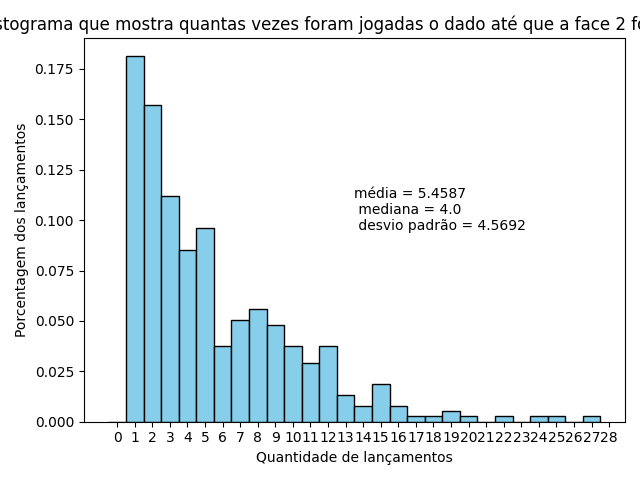 stograma que mostra quantas vezes foram jogadas o dado até que a face 2 fo
0.175
0.150
0.125
0.100
0.075
0.050
0.025
0.000
Porcentagem dos lançamentos
média = 5.4587
mediana = 4.0
desvio padrão = 4.5692
0 1 2 3 4 5 6 7 8 9 10 11 12 13 14 15 16 17 18 19 20 21 22 23 24 25 26 27 28
Quantidade de lançamentos